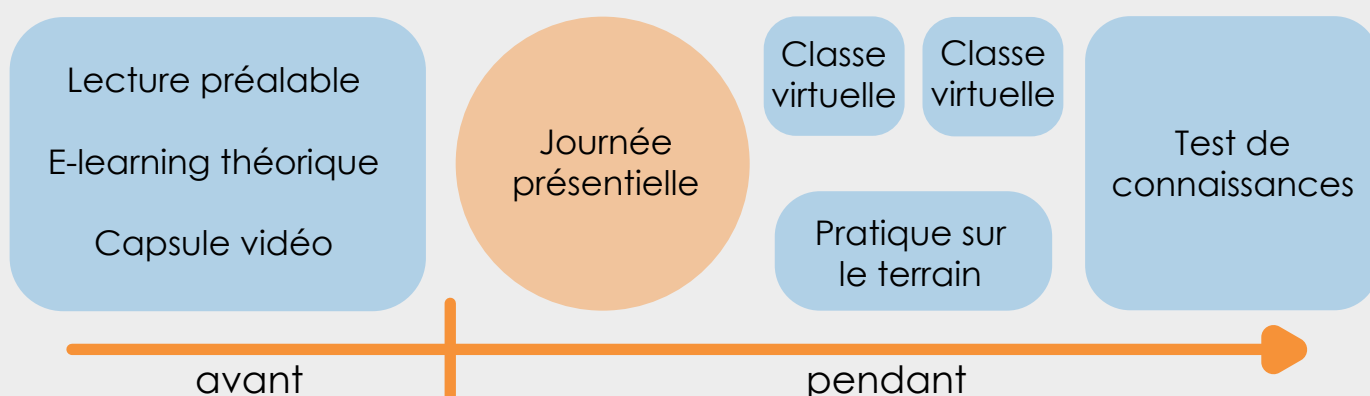 Lecture préalable
E-learning théorique
Capsule vidéo
Journée
présentielle
Classe
virtuelle
Classe
virtuelle
Pratique sur
le terrain
Test de
connaissances
avant
pendant